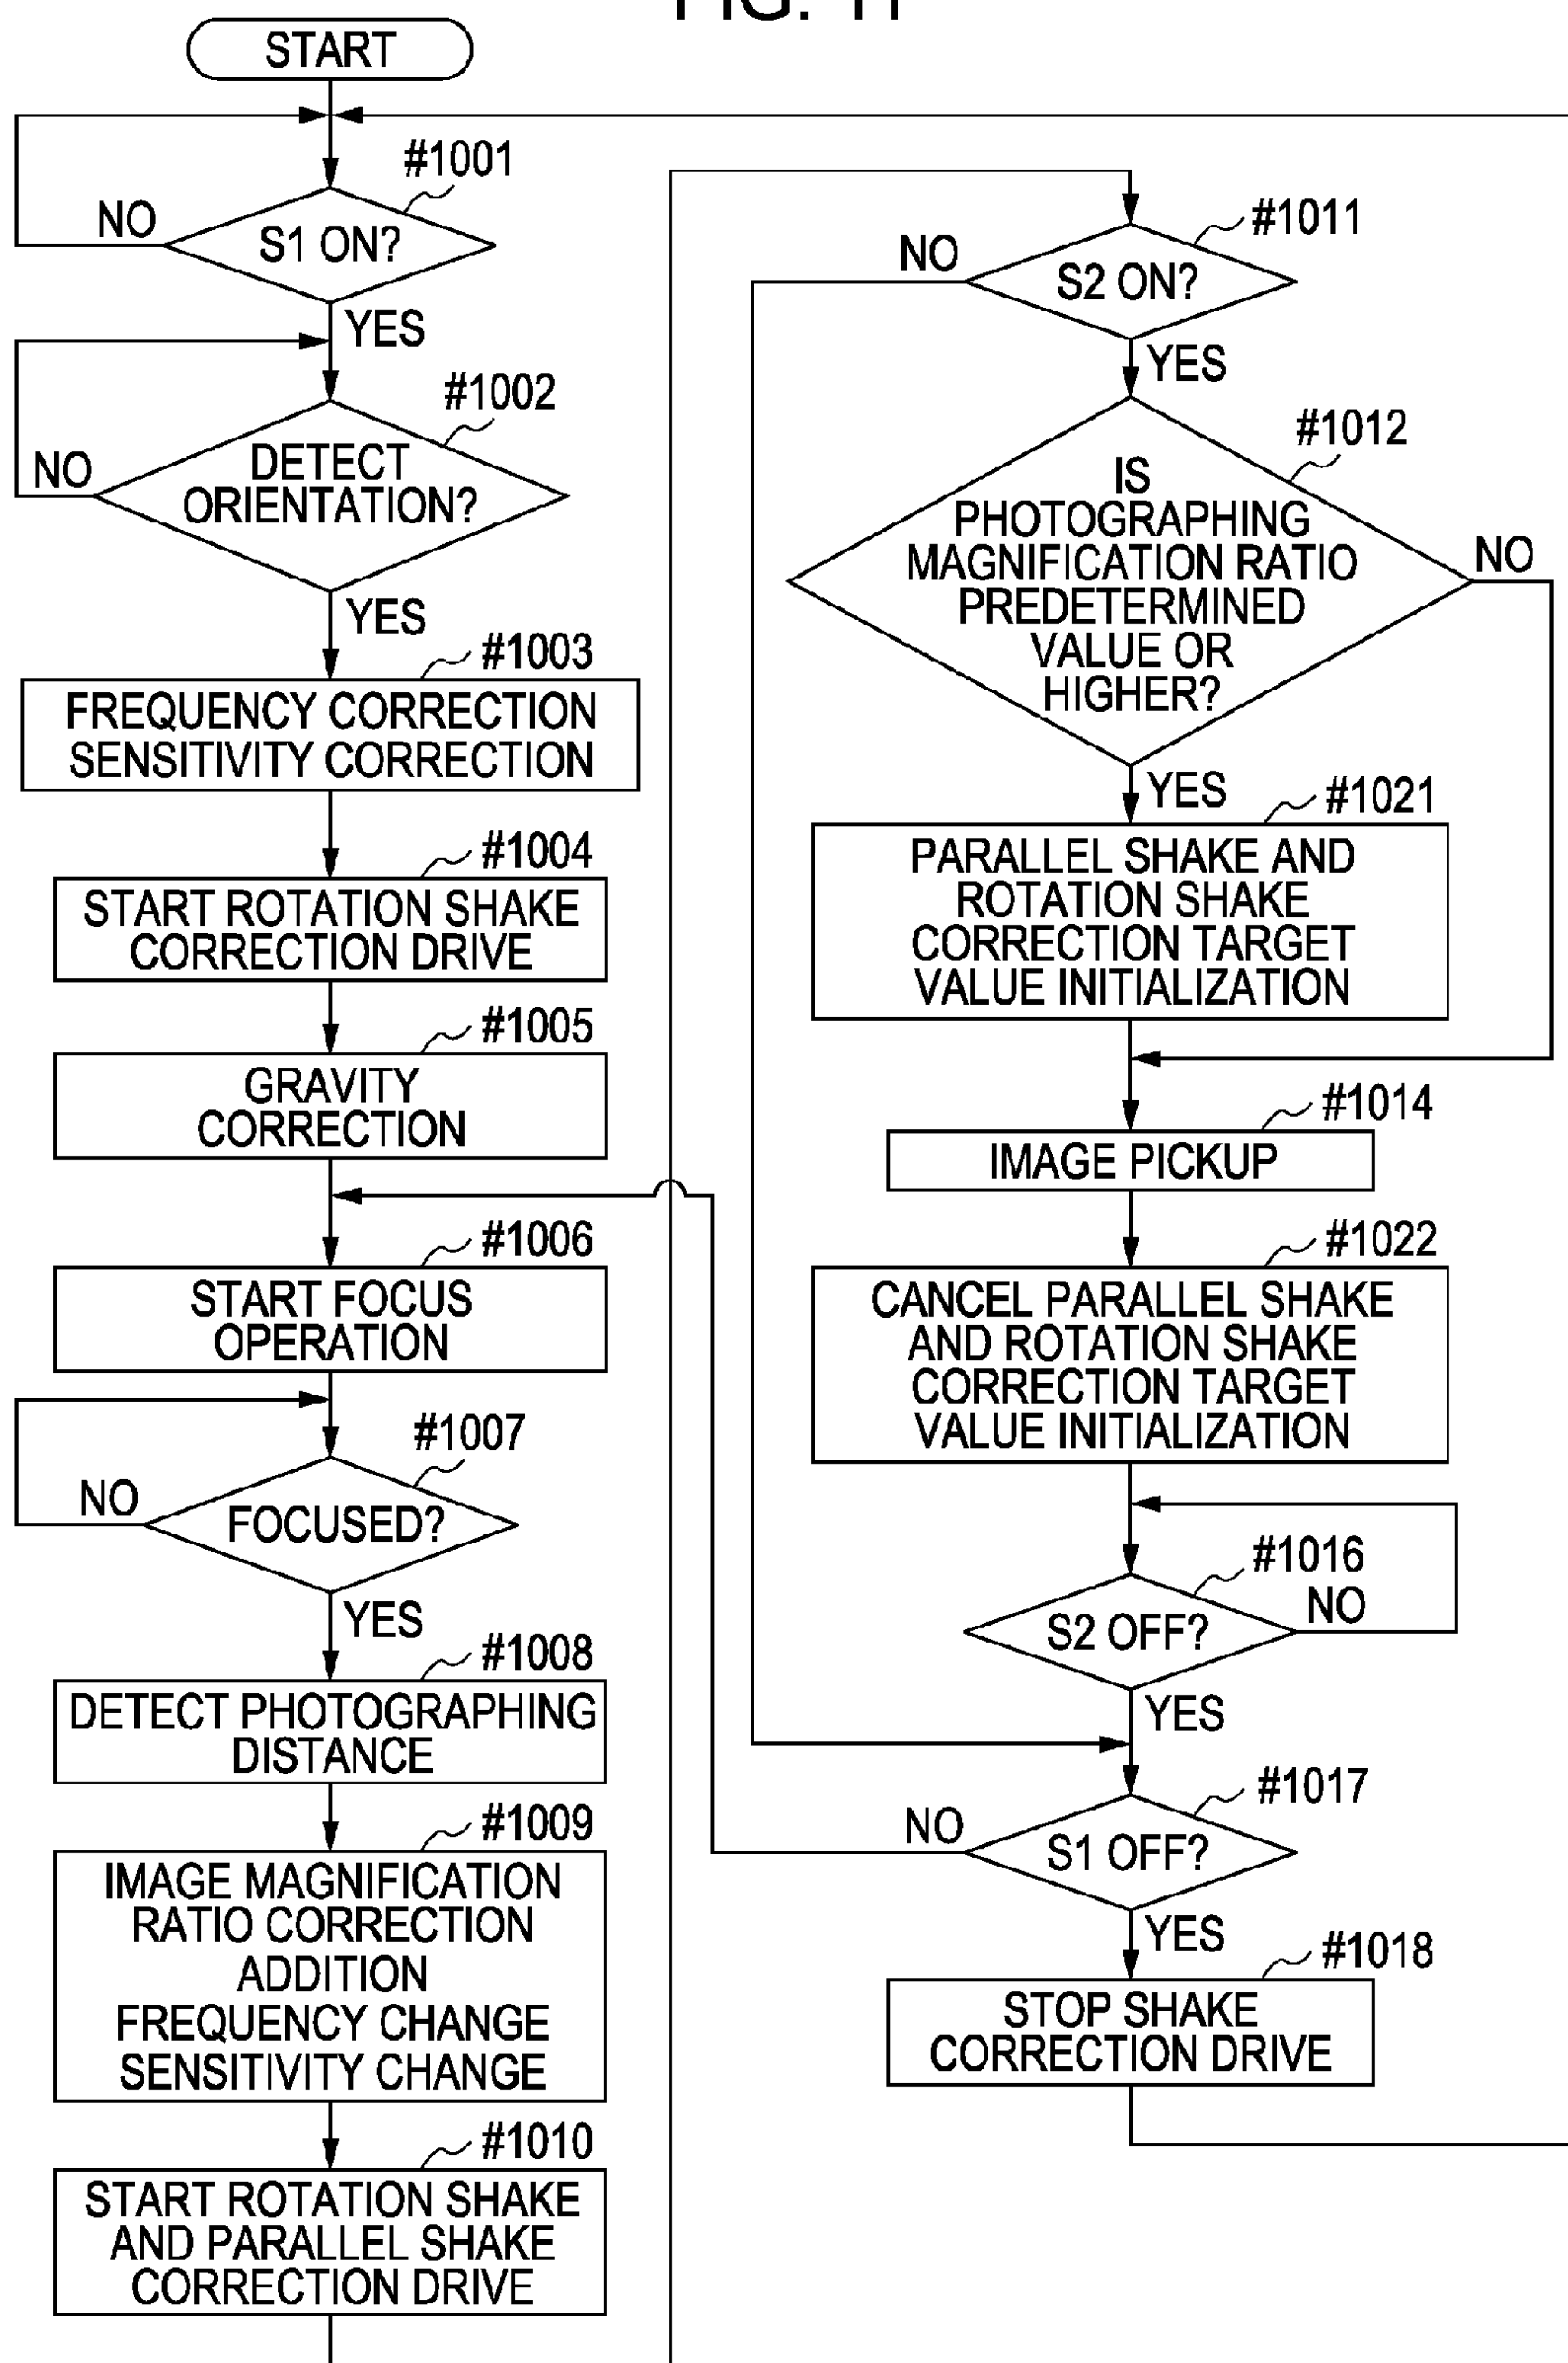 FIG. 11
START
#1001
NO
S1 ON?
YES
#1002
NO
DETECT
ORIENTATION?
YES
#1003
FREQUENCY CORRECTION
SENSITIVITY CORRECTION
#1004
START ROTATION SHAKE
CORRECTION DRIVE
#1005
GRAVITY
CORRECTION
#1006
START FOCUS
OPERATION
#1007
NO
FOCUSED?
YES
#1008
DETECT PHOTOGRAPHING
DISTANCE
#1009
IMAGE MAGNIFICATION
RATIO CORRECTION
ADDITION
FREQUENCY CHANGE
SENSITIVITY CHANGE
#1010
START ROTATION SHAKE
AND PARALLEL SHAKE
CORRECTION DRIVE
#1011
NO
S2 ON?
YES
#1012
IS
PHOTOGRAPHING
MAGNIFICATION RATIO
PREDETERMINED
VALUE OR
HIGHER?
NO
YES
#1021
PARALLEL SHAKE AND
ROTATION SHAKE
CORRECTION TARGET
VALUE INITIALIZATION
#1014
IMAGE PICKUP
#1022
CANCEL PARALLEL SHAKE
AND ROTATION SHAKE
CORRECTION TARGET
VALUE INITIALIZATION
#1016
NO
S2 OFF?
YES
#1017
NO
S1 OFF?
YES
#1018
STOP SHAKE
CORRECTION DRIVE